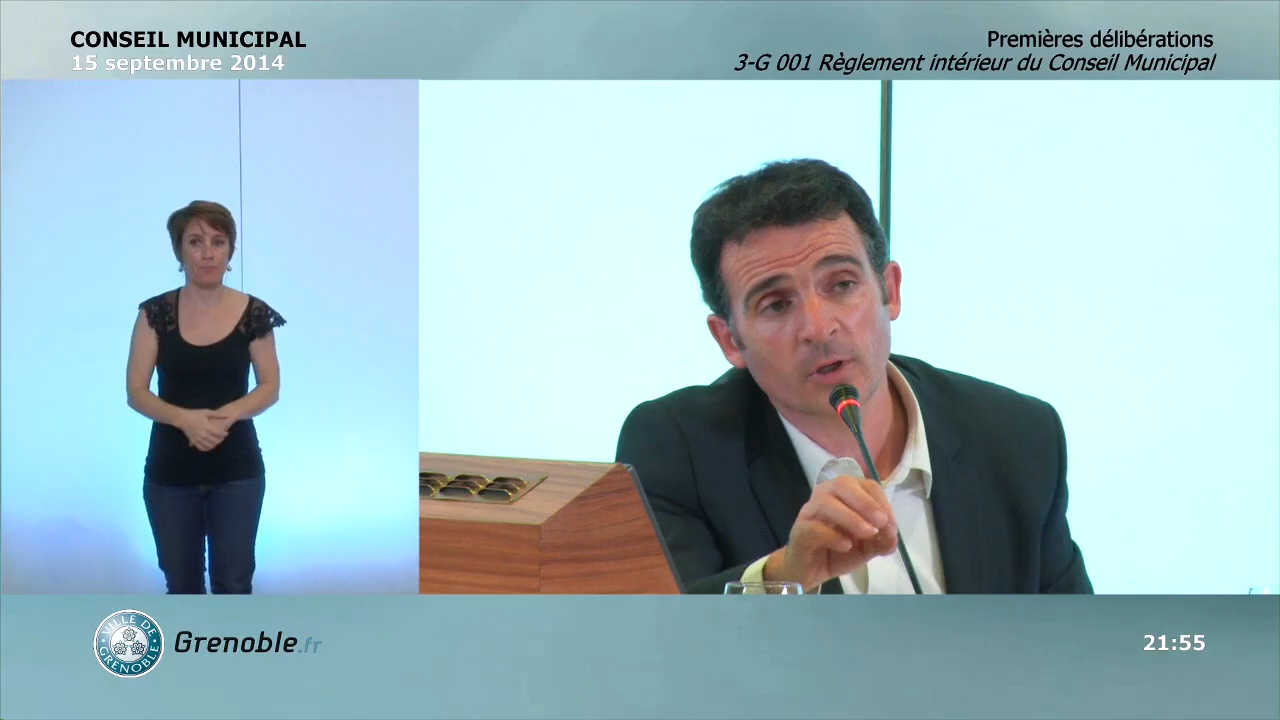 CONSEIL MUNICIPAL
15 septembre 2014
Premières délibérations
3-G 001 Règlement intérieur du Conseil Municipal
VILLE DE GRENOBLE
Grenoble.fr
21:55